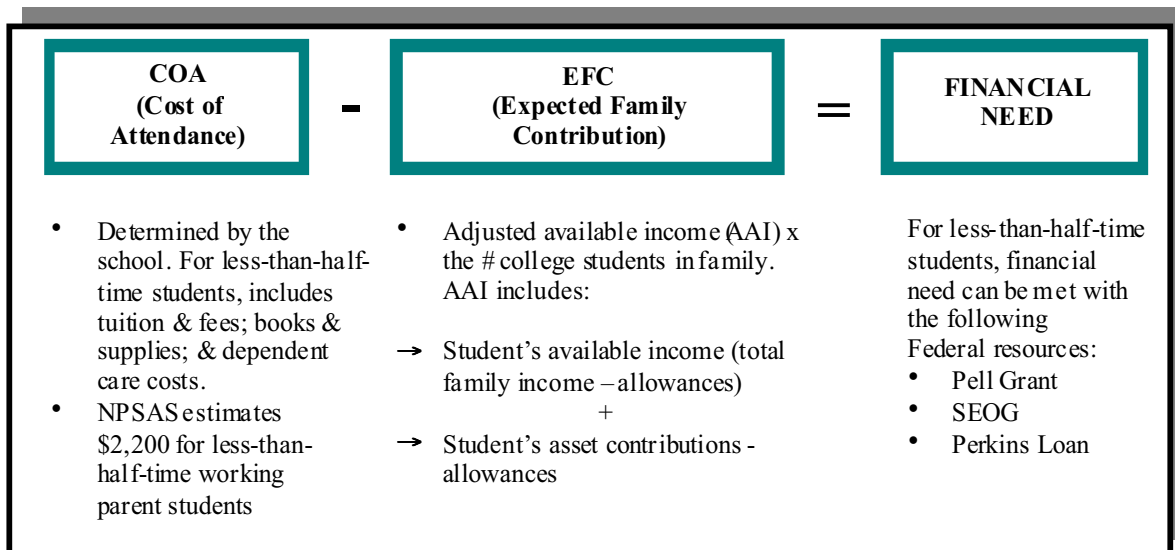 COA
(Cost of
Attendance)
-
EFC
(Expected Family
Contribution)
=
FINANCIAL
NEED
• Determined by the
school. For less-than-half-
time students, includes
tuition & fees; books &
supplies; & dependent
care costs.
• NPSAS estimates
$2,200 for less-than-
half-time working
parent students
• Adjusted available income (AAI) x
the # college students in family.
AAI includes:
→ Student’s available income (total
family income – allowances)
+
→ Student’s asset contributions -
allowances
For less-than-half-time
students, financial
need can be met with
the following
Federal resources:
• Pell Grant
• SEOG
• Perkins Loan